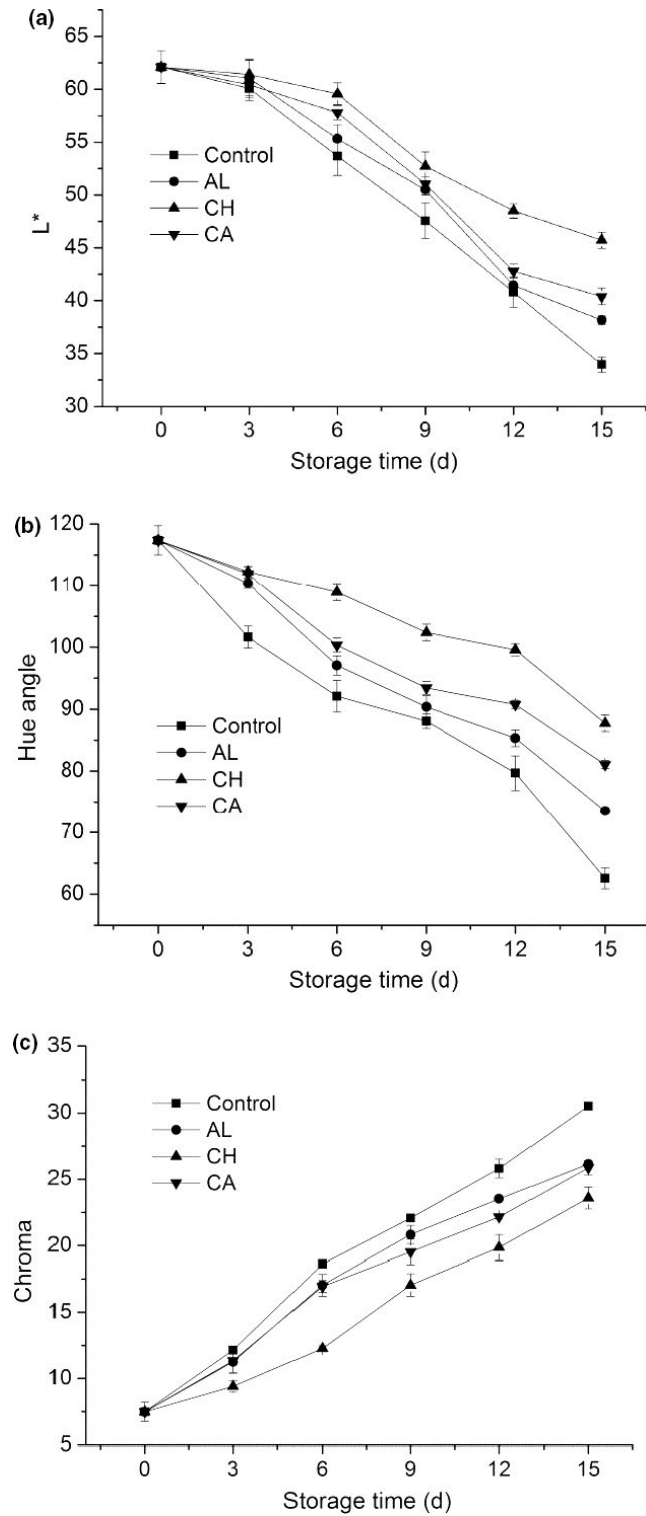 (a)
65
60
55
50
45
40
35
30
L*
Control
AL
CH
CA
0 3 6 9 12 15
Storage time (d)
(b)
120
110
100
90
80
70
60
Hue angle
Control
AL
CH
CA
0 3 6 9 12 15
Storage time (d)
(c)
35
30
25
20
15
10
5
Chroma
Control
AL
CH
CA
0 3 6 9 12 15
Storage time (d)